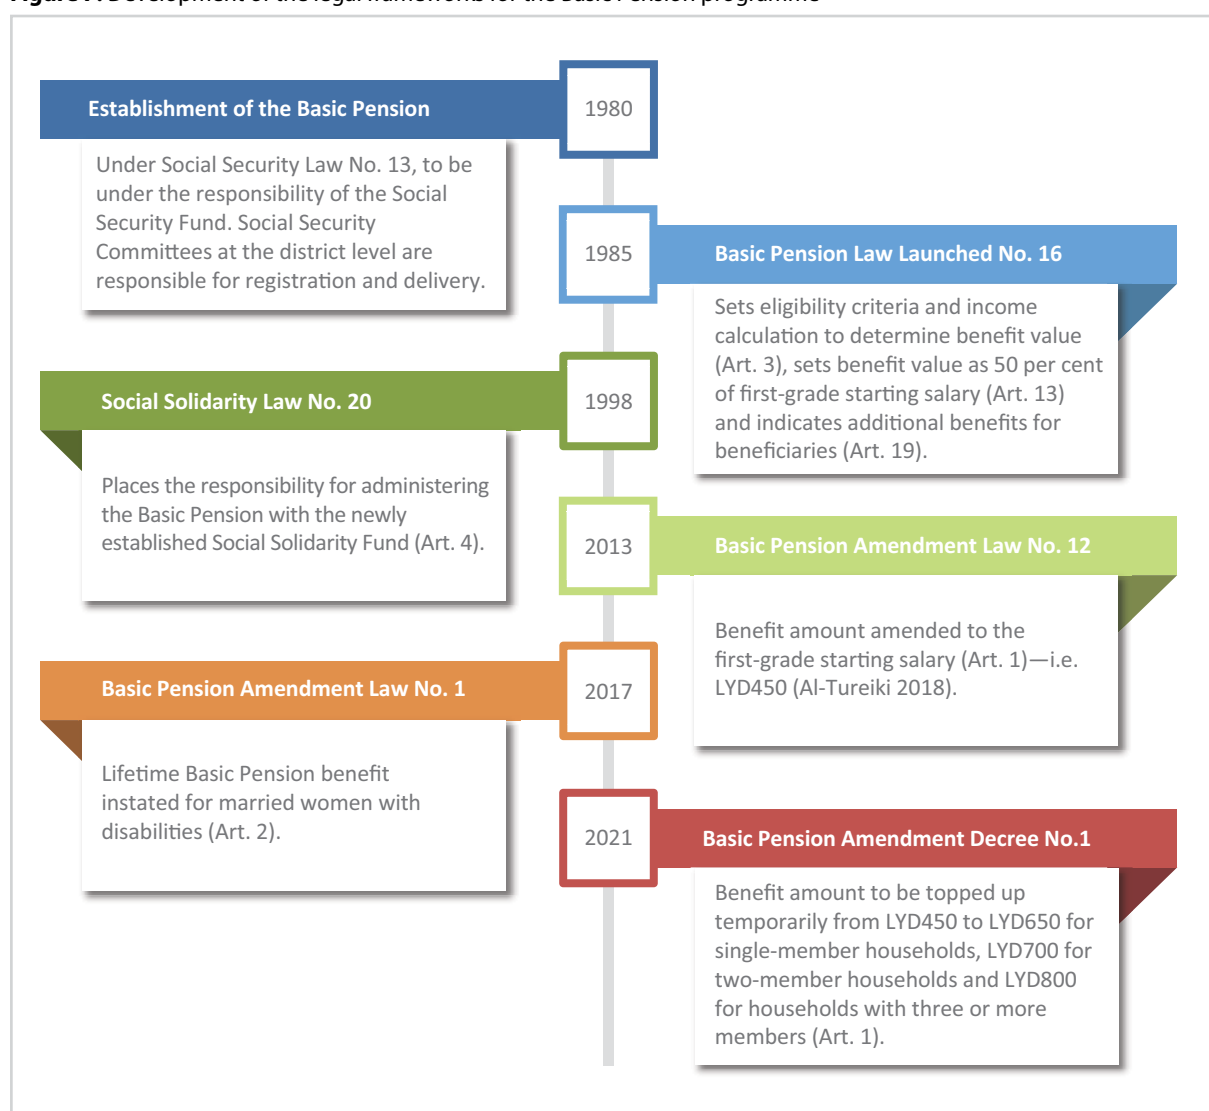 Establishment of the Basic Pension
1980
Under Social Security Law No. 13, to be
under the responsibility of the Social
Security Fund. Social Security
Committees at the district level are
responsible for registration and delivery.
1985
Basic Pension Law Launched No. 16
Sets eligibility criteria and income
calculation to determine benefit value
(Art. 3), sets benefit value as 50 per cent
of first-grade starting salary (Art. 13)
and indicates additional benefits for
beneficiaries (Art. 19).
Social Solidarity Law No. 20
1998
Places the responsibility for administering
the Basic Pension with the newly
established Social Solidarity Fund (Art. 4).
2013
Basic Pension Amendment Law No. 12
Benefit amount amended to the
first-grade starting salary (Art. 1)—i.e.
LYD450 (Al-Tureiki 2018).
Basic Pension Amendment Law No. 1
2017
Lifetime Basic Pension benefit
instated for married women with
disabilities (Art. 2).
2021
Basic Pension Amendment Decree No.1
Benefit amount to be topped up
temporarily from LYD450 to LYD650 for
single-member households, LYD700 for
two-member households and LYD800
for households with three or more
members (Art. 1).